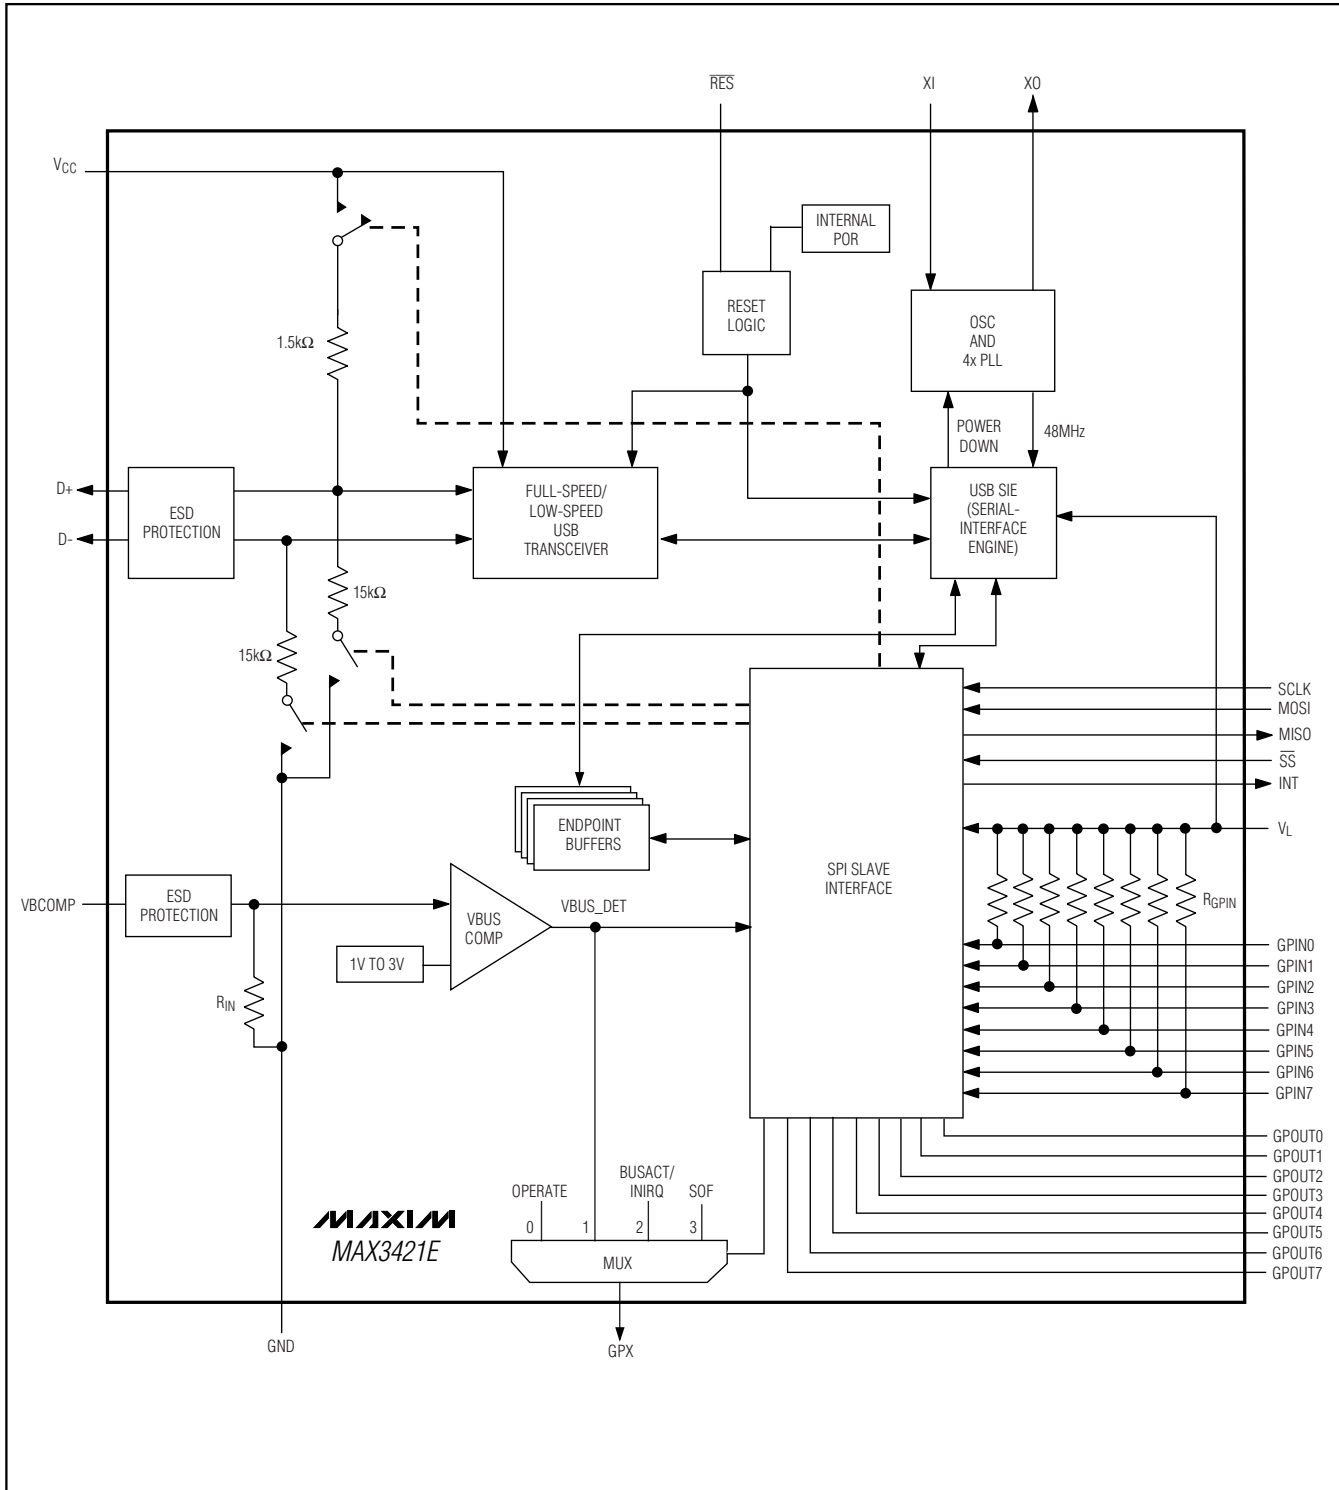 R̅E̅S̅
XI
XO
VCC
INTERNAL
POR
RESET
LOGIC
OSC
AND
4x PLL
1.5kΩ
POWER
DOWN
48MHz
D+
D-
ESD
PROTECTION
FULL-SPEED/
LOW-SPEED
USB
TRANSCEIVER
USB SIE
(SERIAL-
INTERFACE
ENGINE)
15kΩ
15kΩ
SCLK
MOSI
MISO
S̅S̅
INT
VL
ENDPOINT
BUFFERS
SPI SLAVE
INTERFACE
RGPIN
VBCOMP
ESD
PROTECTION
VBUS
COMP
VBUS_DET
1V TO 3V
RIN
GPIN0
GPIN1
GPIN2
GPIN3
GPIN4
GPIN5
GPIN6
GPIN7
GPOUT0
GPOUT1
GPOUT2
GPOUT3
GPOUT4
GPOUT5
GPOUT6
GPOUT7
OPERATE
BUSACT/
INIRQ
SOF
0
1
2
3
MUX
MAXIM
MAX3421E
GND
GPX